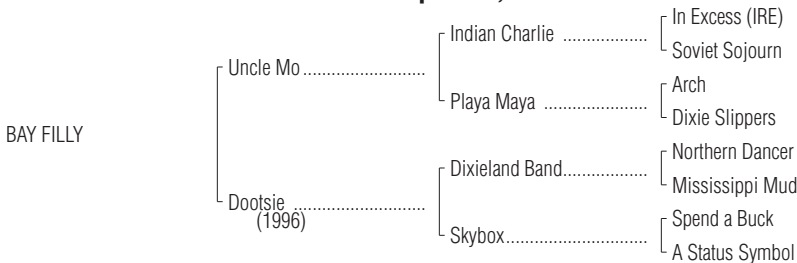 In Excess (IRE)
Indian Charlie ....................
Soviet Sojourn
Uncle Mo .............................
Arch
Playa Maya ........................
Dixie Slippers
BAY FILLY
Northern Dancer
Dixieland Band....................
Mississippi Mud
Dootsie ...............................
(1996)
Spend a Buck
Skybox.................................
A Status Symbol